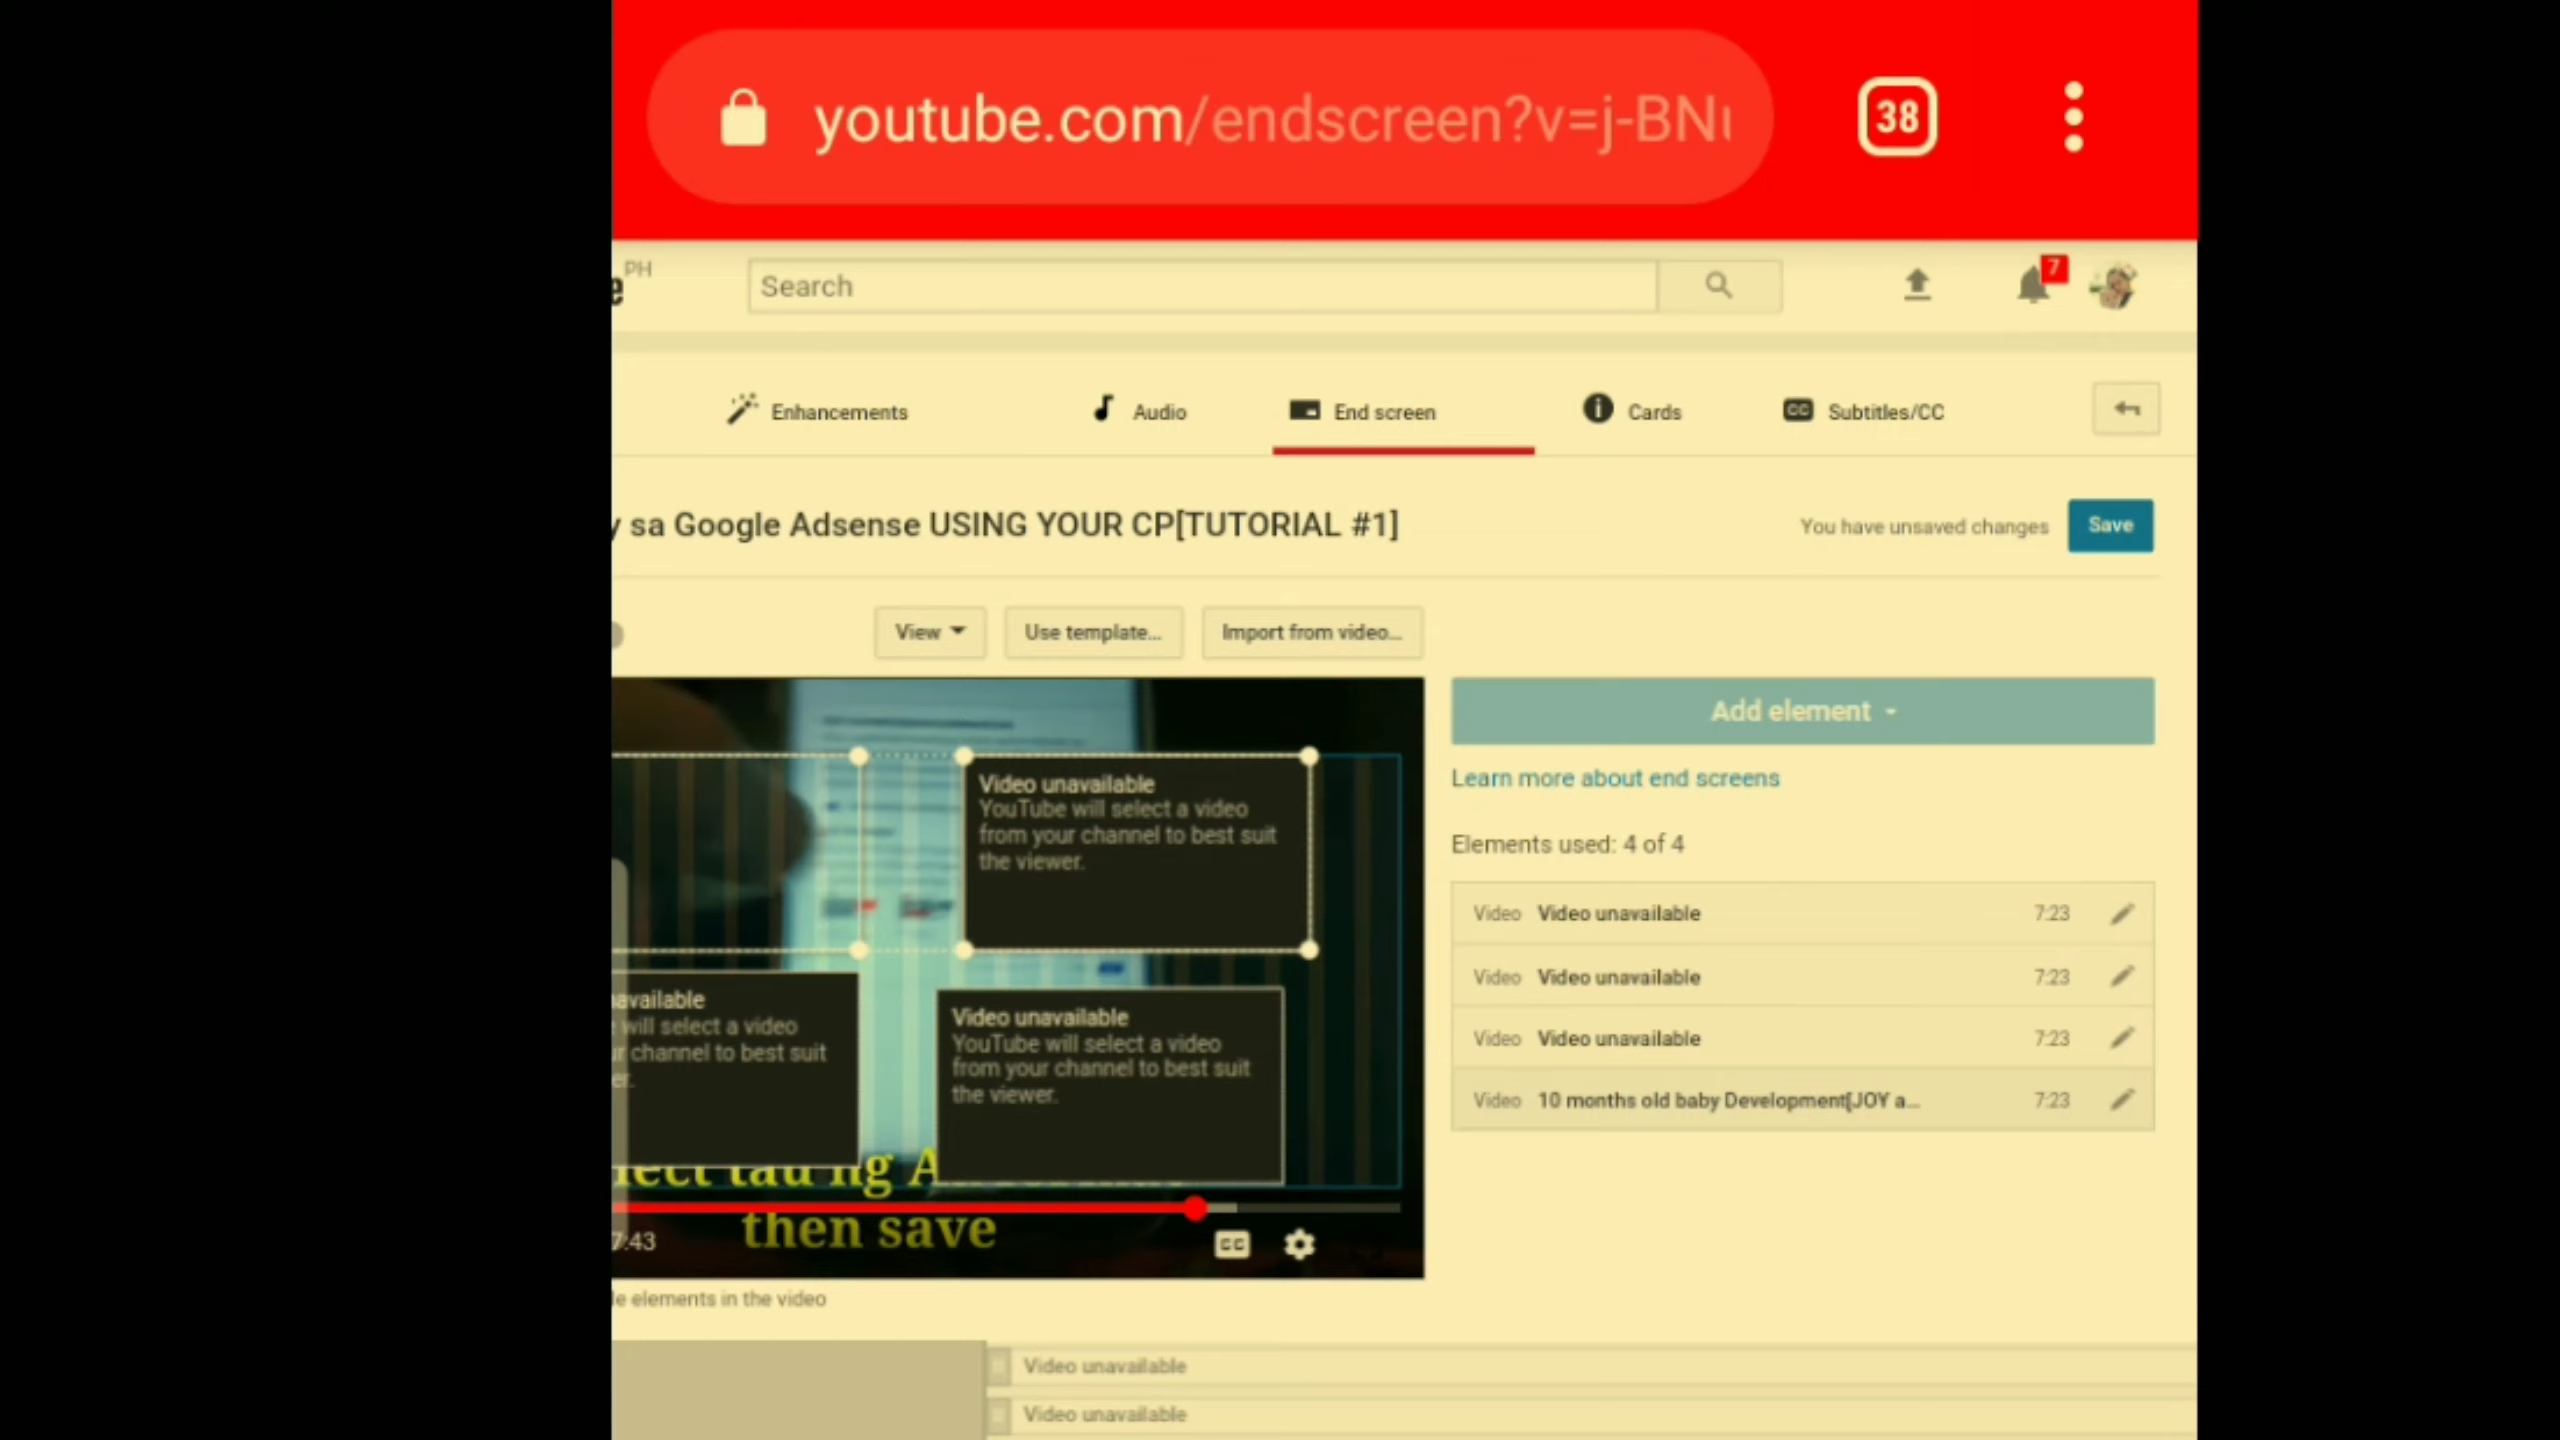 youtube.com/endscreen?v=j-BN
38
PH
Search
7
Enhancements
Audio
End screen
Cards
CC Subtitles/CC
y sa Google Adsense USING YOUR CP[TUTORIAL #1]
You have unsaved changes
Save
View
Use template...
Import from video...
Add element
Learn more about end screens
Elements used: 4 of 4
Video unavailable
YouTube will select a video
from your channel to best suit
the viewer.
available
will select a video
channel to best suit
er.
Video unavailable
YouTube will select a video
from your channel to best suit
the viewer.
ng A
then save
7:43
CC
Video Video unavailable 7:23
Video Video unavailable 7:23
Video Video unavailable 7:23
Video 10 months old baby Development[JOY a... 7:23
le elements in the video
Video unavailable
Video unavailable